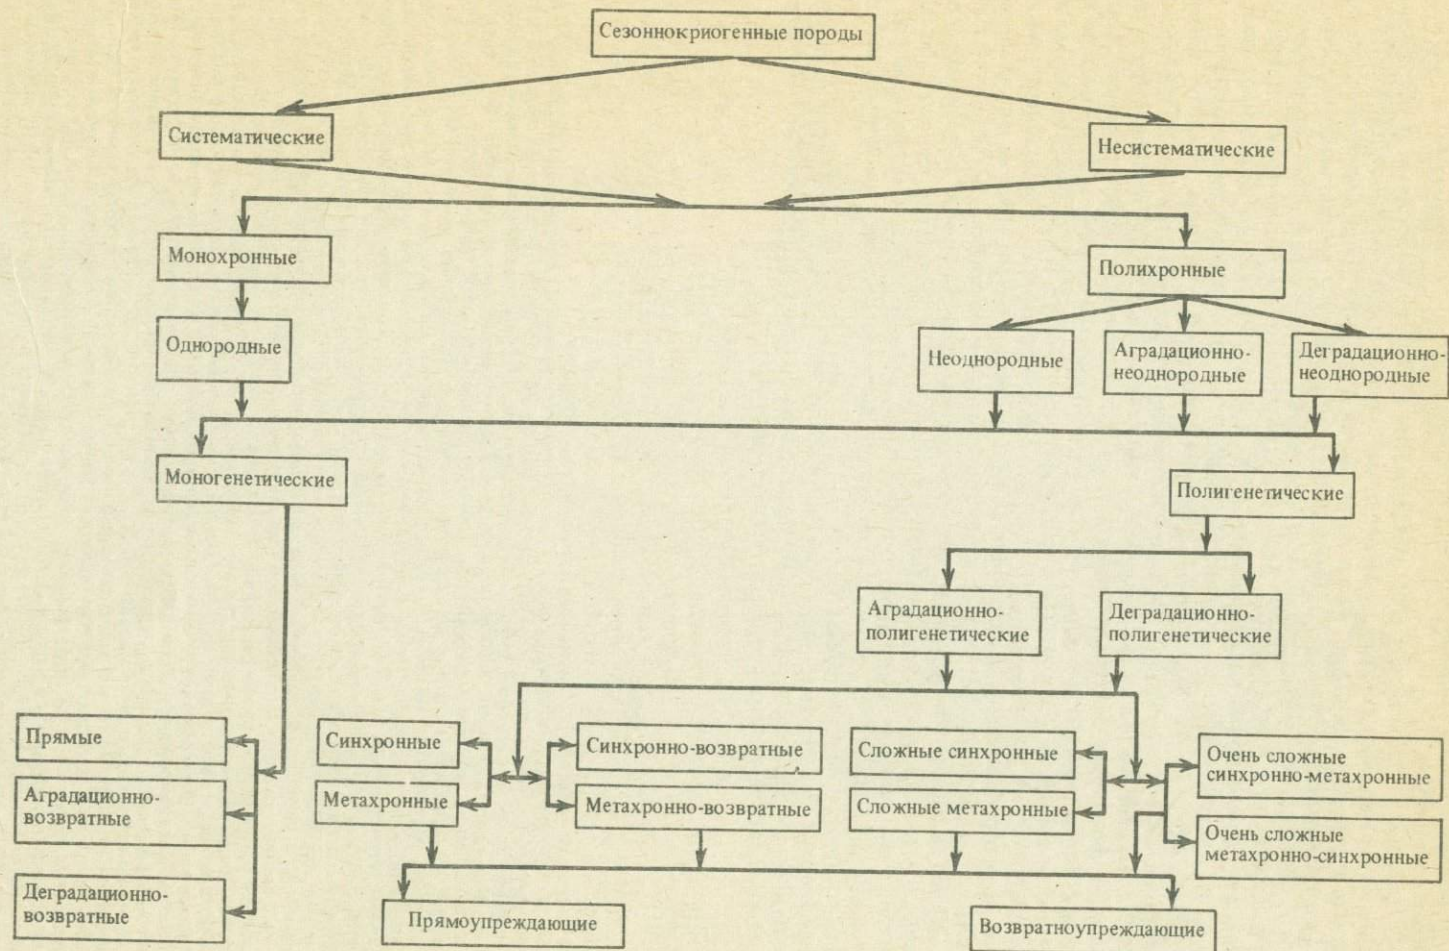 Сезоннокриогенные породы
Систематические
Несистематические
Монохронные
Полихронные
Однородные
Неоднородные
Аградационно-
неоднородные
Деградационно-
неоднородные
Моногенетические
Полигенетические
Аградационно-
полигенетические
Деградационно-
полигенетические
Прямые
Аградационно-
возвратные
Деградационно-
возвратные
Синхронные
Метахронные
Синхронно-возвратные
Метахронно-возвратные
Сложные синхронные
Сложные метахронные
Очень сложные
синхронно-метахронные
Очень сложные
метахронно-синхронные
Прямоупреждающие
Возвратноупреждающие